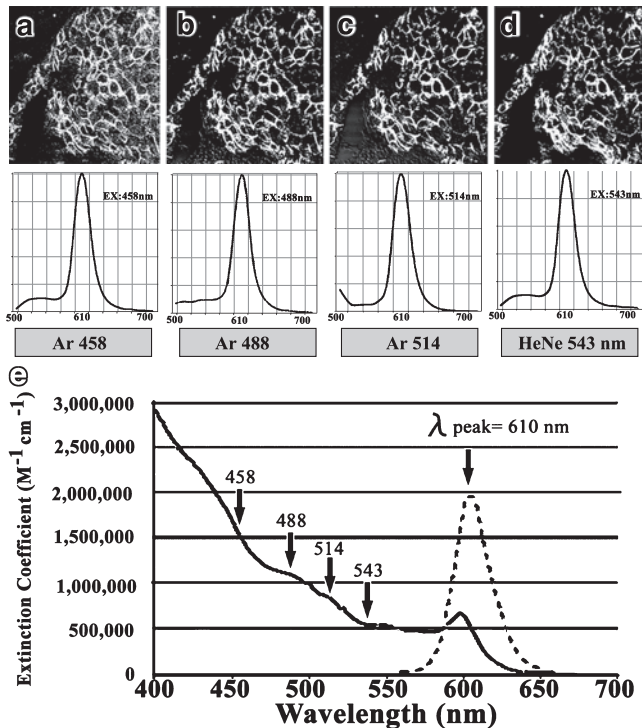 a b c d
EX:458nm EX:488nm EX:514nm EX:543nm
500 610 700 500 610 700 500 610 700 500 610 700
Ar 458 Ar 488 Ar 514 HeNe 543 nm
e
Extinction Coefficient (M⁻¹ cm⁻¹)
3,000,000
2,500,000
2,000,000
1,500,000
1,000,000
500,000
0
λ peak= 610 nm
458
488
514
543
400 450 500 550 600 650 700
Wavelength (nm)